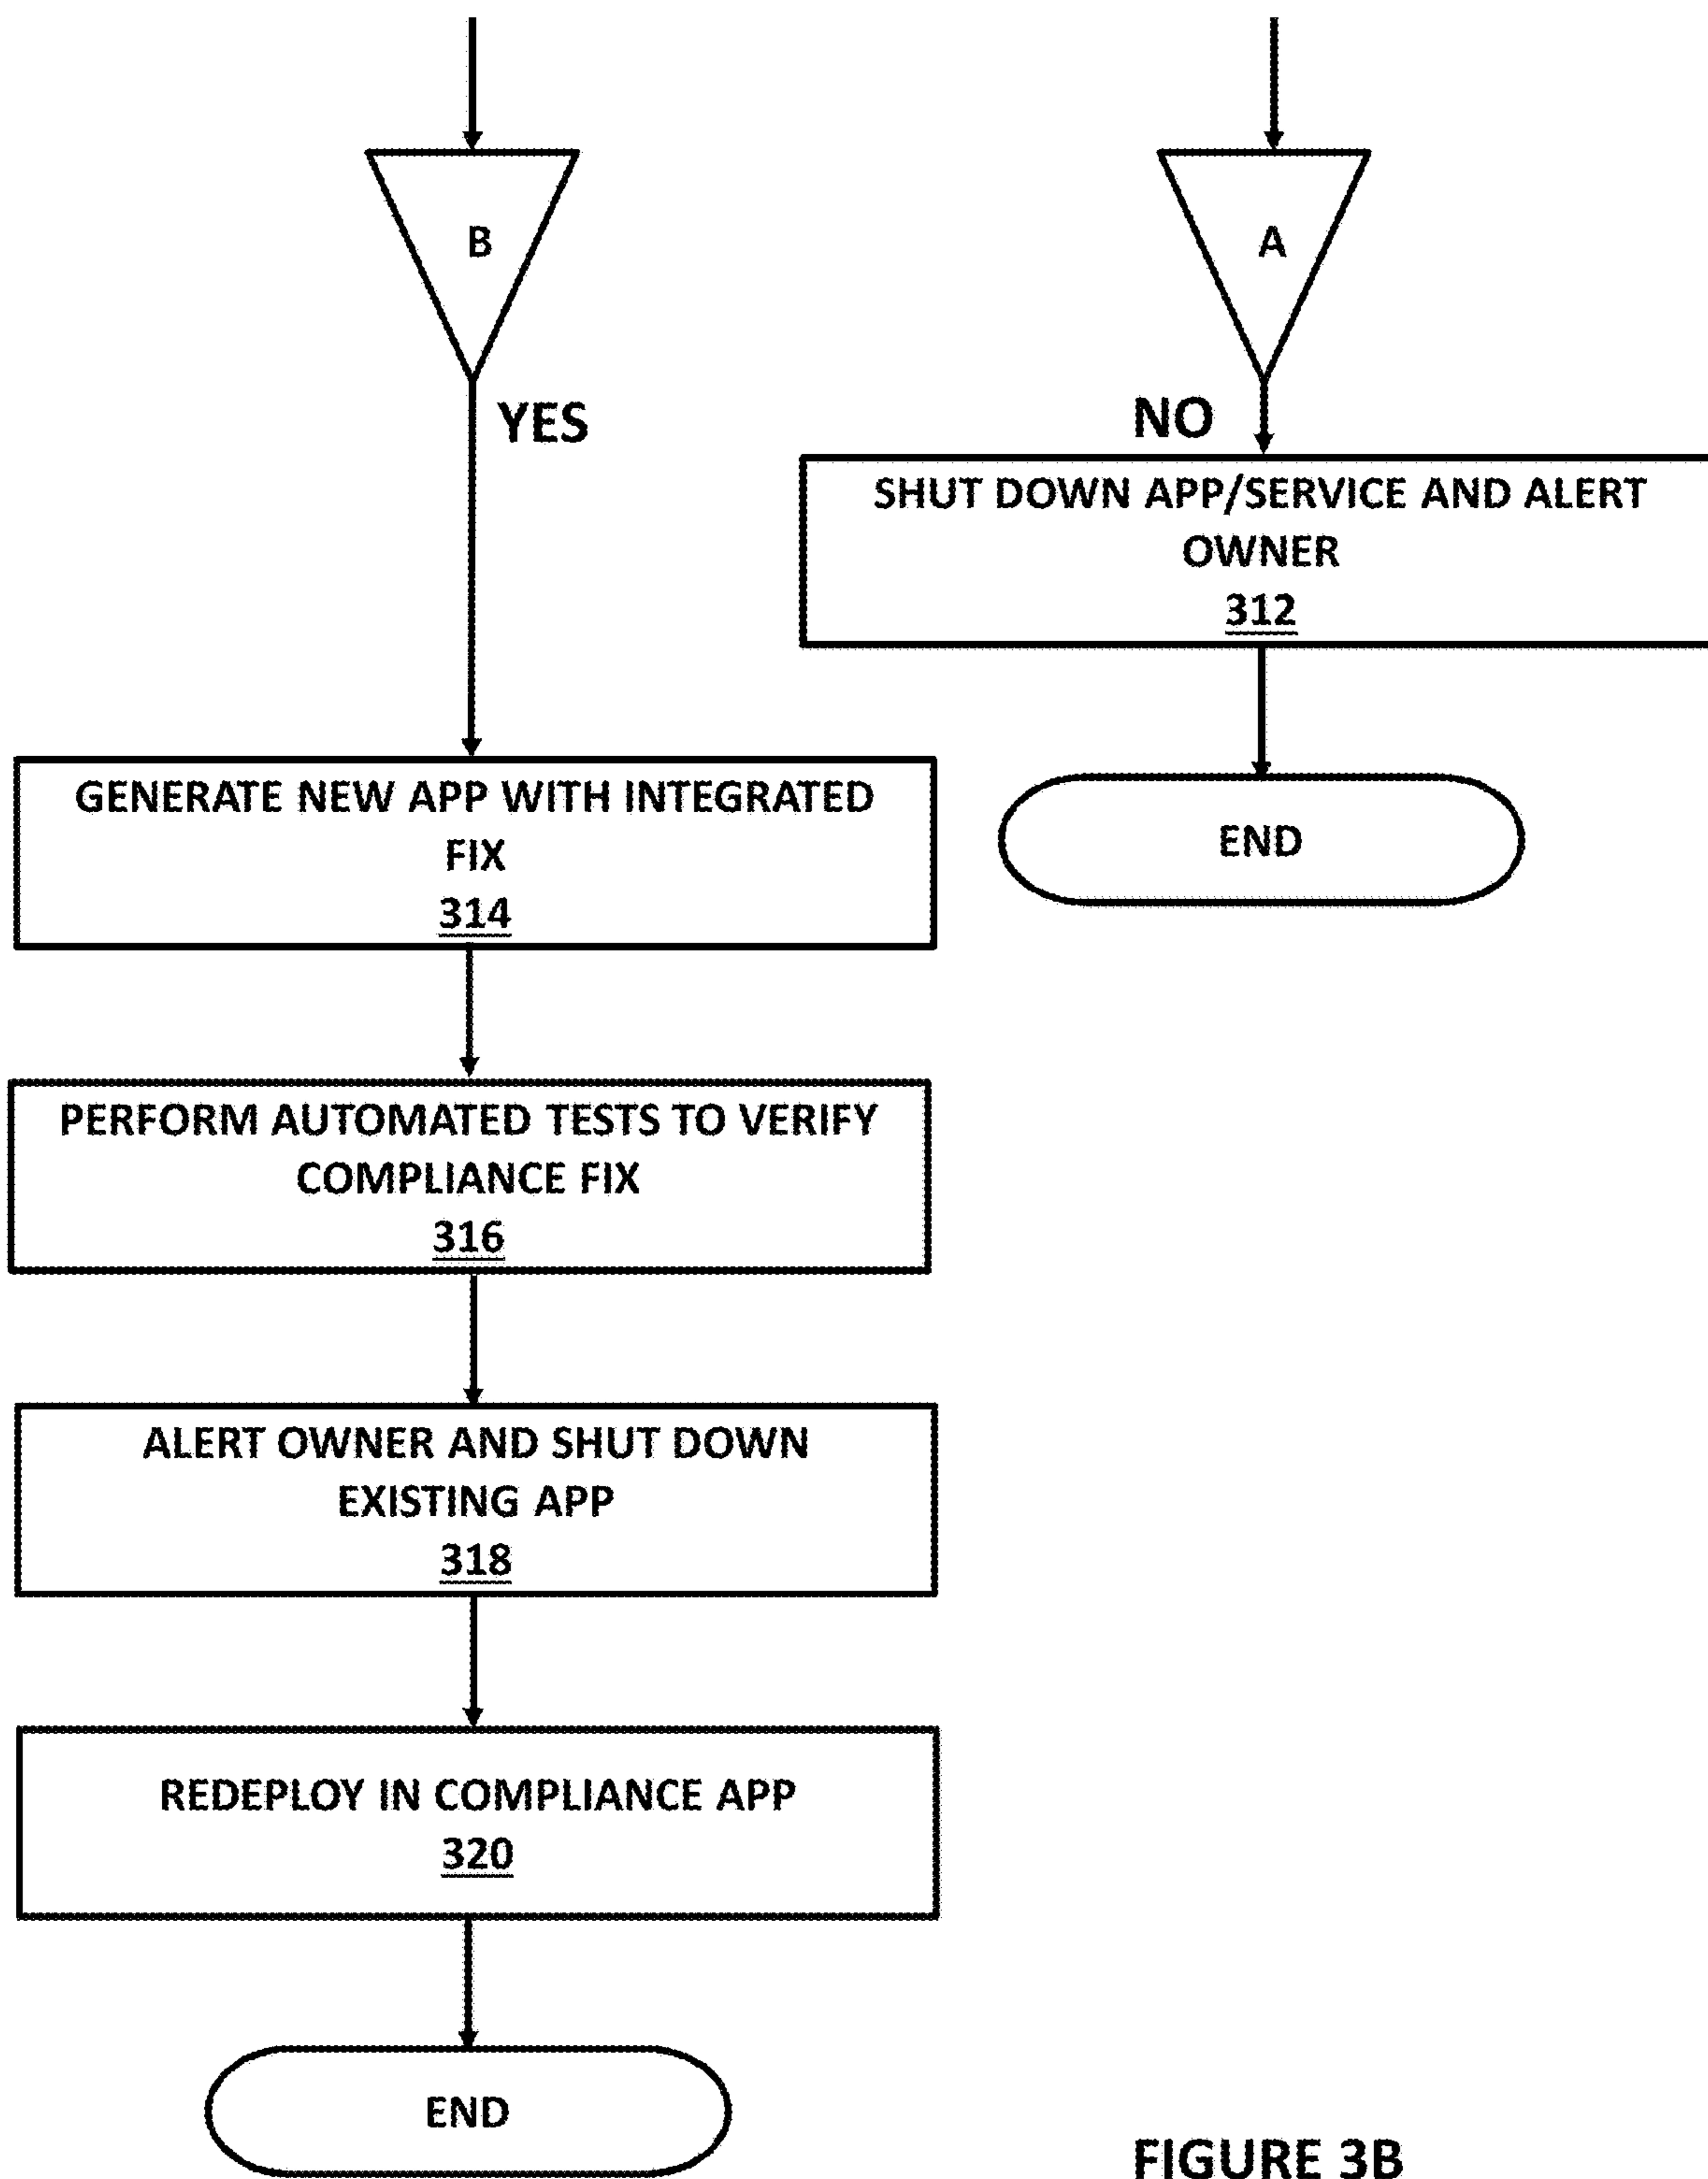 B
A
YES
NO
SHUT DOWN APP/SERVICE AND ALERT
OWNER
312
END
GENERATE NEW APP WITH INTEGRATED
FIX
314
PERFORM AUTOMATED TESTS TO VERIFY
COMPLIANCE FIX
316
ALERT OWNER AND SHUT DOWN
EXISTING APP
318
REDEPLOY IN COMPLIANCE APP
320
END
FIGURE 3B